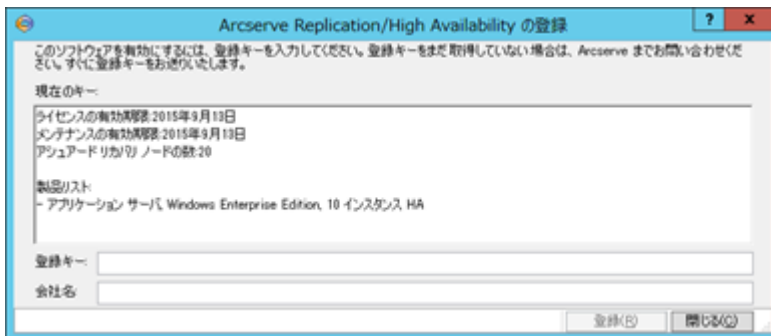 Arcserve Replication/High Availability の登録
? x
このソフトウェアを有効にするには、登録キーを入力してください。登録キーをまだ取得していない場合は、Arcserve までお問い合わせくだ
さい。すぐに登録キーをお送りいたします。
現在のキー:
ライセンスの有効期限:2015年9月13日
メンテナンスの有効期限:2015年9月13日
アシュアード リカバリ ノードの数:20
製品リスト:
- アプリケーション サーバ, Windows Enterprise Edition, 10 インスタンス HA
登録キー:
会社名:
登録(R) 閉じる(C)